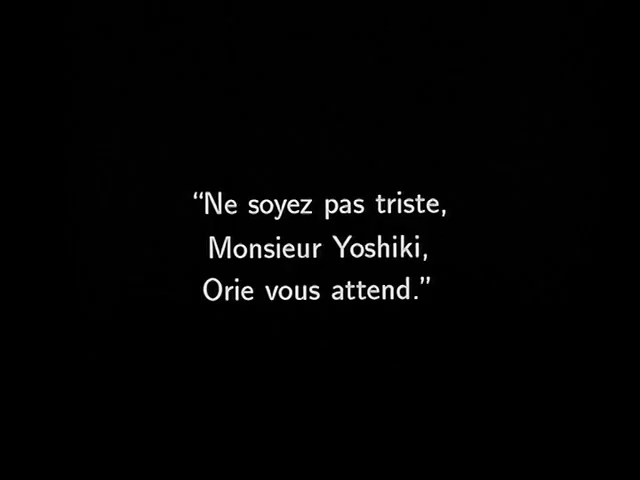 “Ne soyez pas triste,
Monsieur Yoshiki,
Orie vous attend.”